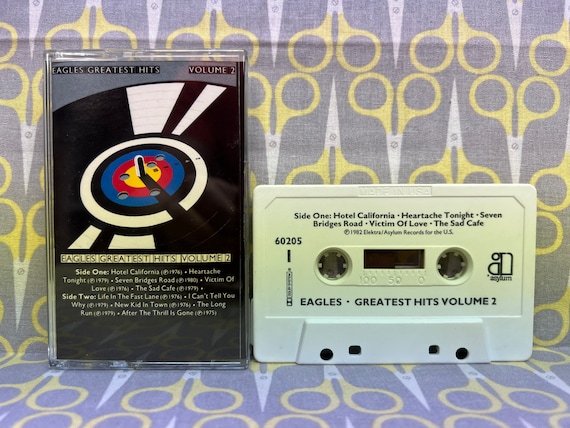 EAGLES GREATEST HITS VOLUME 2
EAGLES GREATEST HITS VOLUME 2
Side One: Hotel California (℗1976) • Heartache
Tonight (℗1979) • Seven Bridges Road (℗1980) • Victim Of
Love (℗1976) • The Sad Cafe (℗1979) •
Side Two: Life In The Fast Lane (℗1976) • I Can't Tell You
Why (℗1979) • New Kid In Town (℗1976) • The Long
Run (℗1979) • After The Thrill Is Gone (℗1975)
MADE IN USA
Side One: Hotel California • Heartache Tonight • Seven
Bridges Road • Victim Of Love • The Sad Cafe
℗1982 Elektra/Asylum Records for the U.S.
60205
asylum
100 50 0
EAGLES • GREATEST HITS VOLUME 2